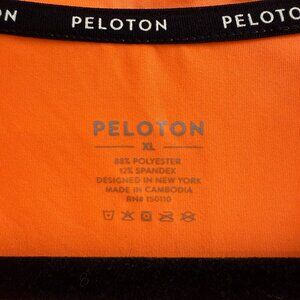 PELOTON PELOTON
PELOTON
XL
88% POLYESTER
12% SPANDEX
DESIGNED IN NEW YORK
MADE IN CAMBODIA
RN# 150110